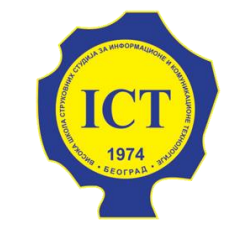 ВИСОКА ШКОЛА СТРУКОВНИХ СТУДИЈА ЗА ИНФОРМАЦИОНЕ И КОМУНИКАЦИОНЕ ТЕХНОЛОГИЈЕ
ICT
1974
• БЕОГРАД •